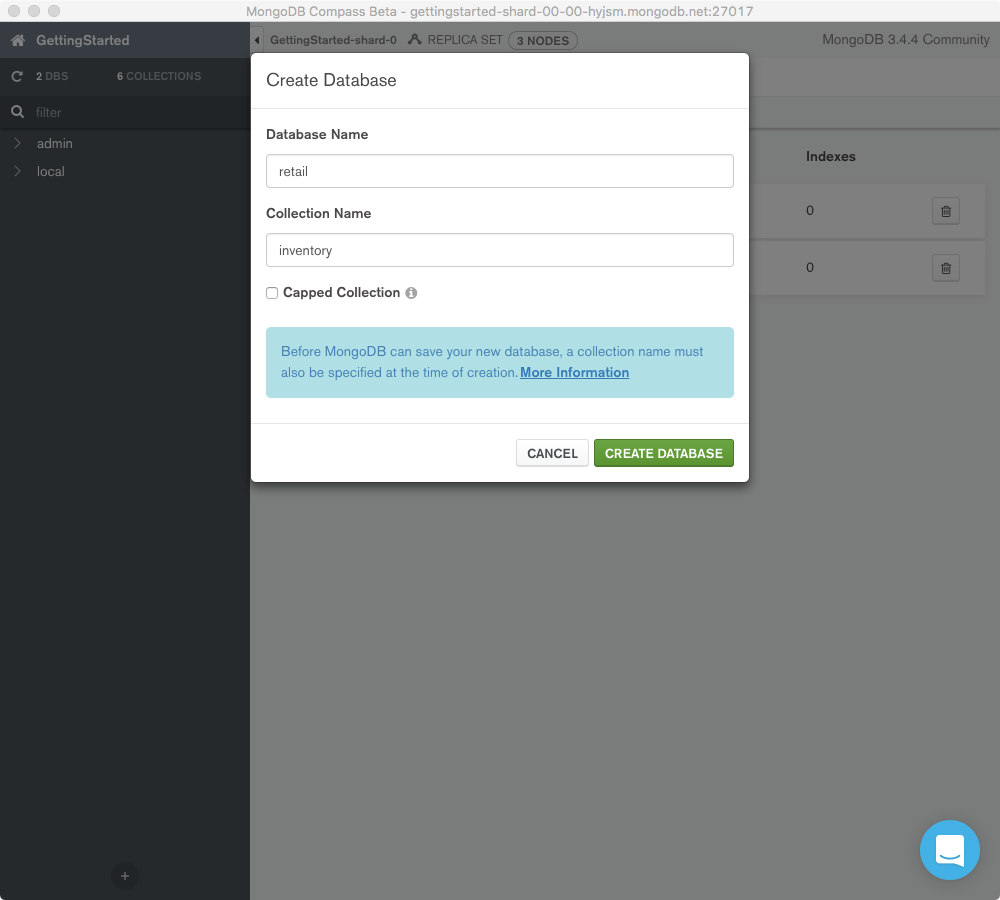 MongoDB Compass Beta - gettingstarted-shard-00-00-hyjsm.mongodb.net:27017
GettingStarted
GettingStarted-shard-0 REPLICA SET 3 NODES
MongoDB 3.4.4 Community
2 DBS 6 COLLECTIONS
filter
admin
local
Create Database
Database Name
retail
Collection Name
inventory
Capped Collection
Before MongoDB can save your new database, a collection name must
also be specified at the time of creation. More Information
CANCEL CREATE DATABASE
Indexes
0
0